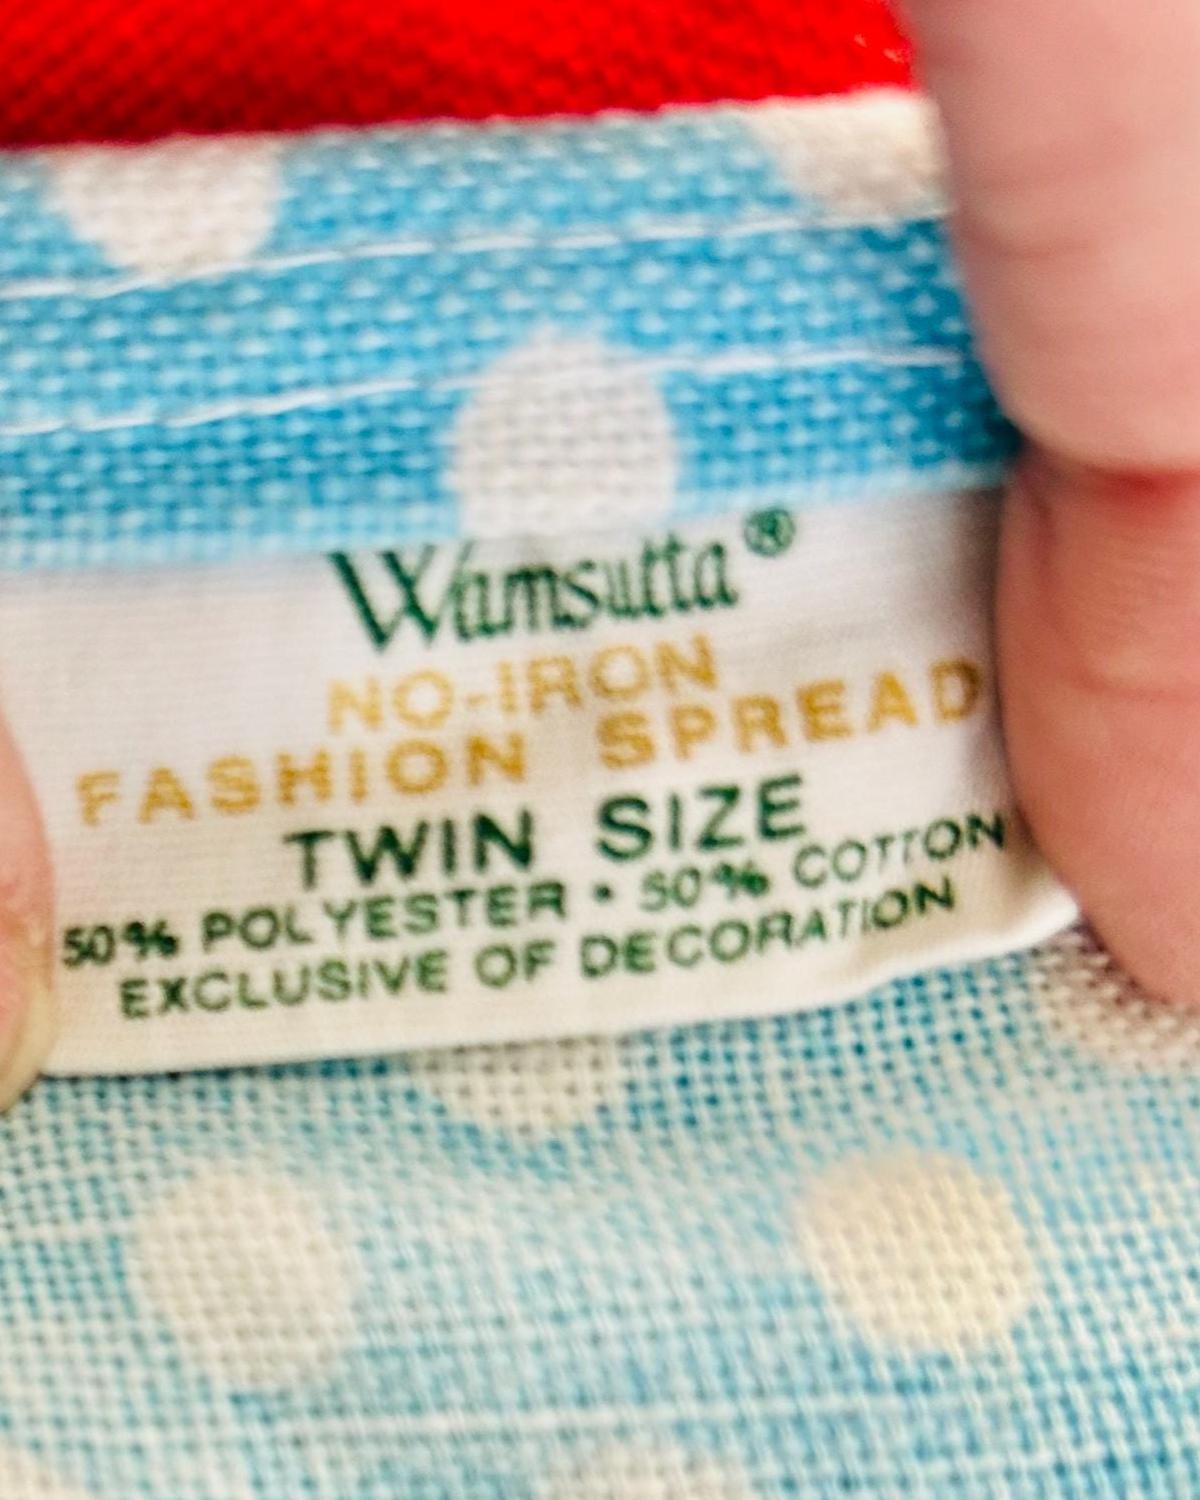 Wamsutta®
NO-IRON
FASHION SPREAD
TWIN SIZE
50% POLYESTER • 50% COTTON
EXCLUSIVE OF DECORATION